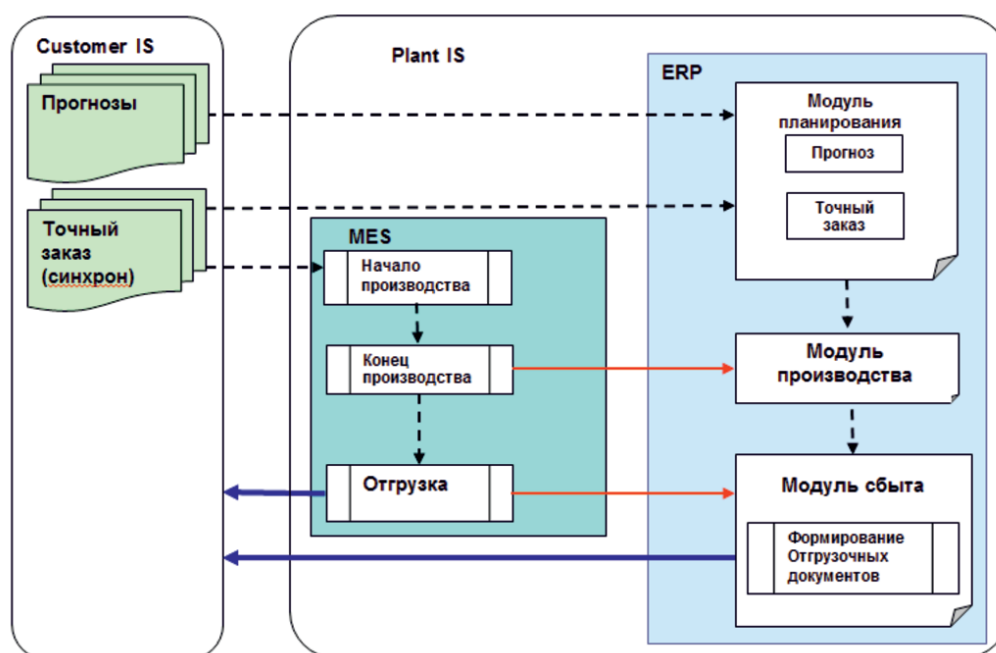 Customer IS
Прогнозы
Точный
заказ
(синхрон)
Plant IS
MES
Начало
производства
Конец
производства
Отгрузка
ERP
Модуль
планирования
Прогноз
Точный
заказ
Модуль
производства
Модуль сбыта
Формирование
Отгрузочных
документов